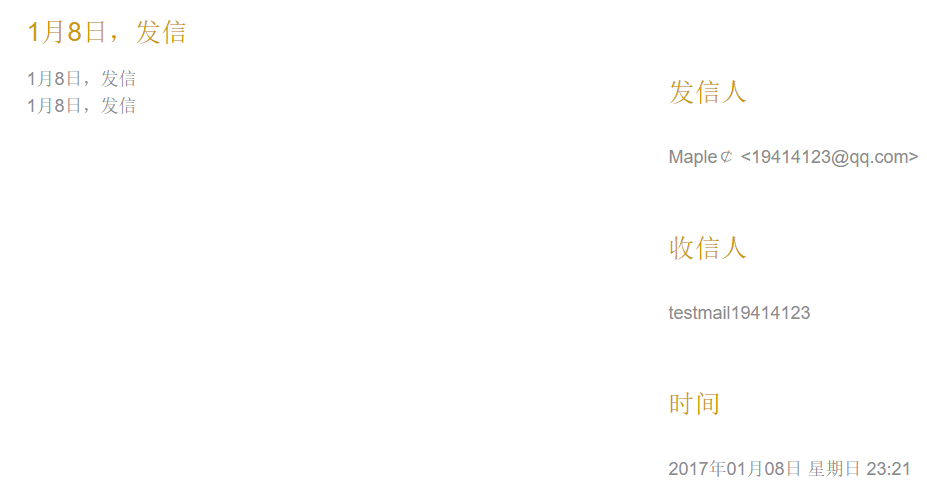 1月8日，发信
1月8日，发信
1月8日，发信
发信人
Maple⊄ <19414123@qq.com>
收信人
testmail19414123
时间
2017年01月08日 星期日 23:21